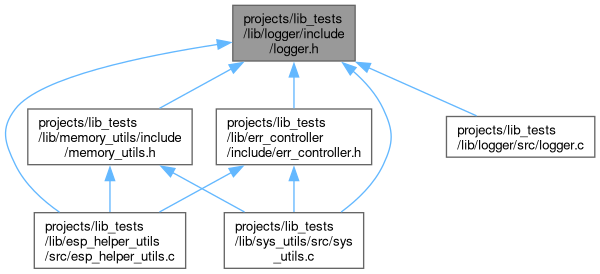 projects/lib_tests
/lib/logger/include
/logger.h
projects/lib_tests
/lib/memory_utils/include
/memory_utils.h
projects/lib_tests
/lib/err_controller
/include/err_controller.h
projects/lib_tests
/lib/logger/src/logger.c
projects/lib_tests
/lib/esp_helper_utils
/src/esp_helper_utils.c
projects/lib_tests
/lib/sys_utils/src/sys
_utils.c